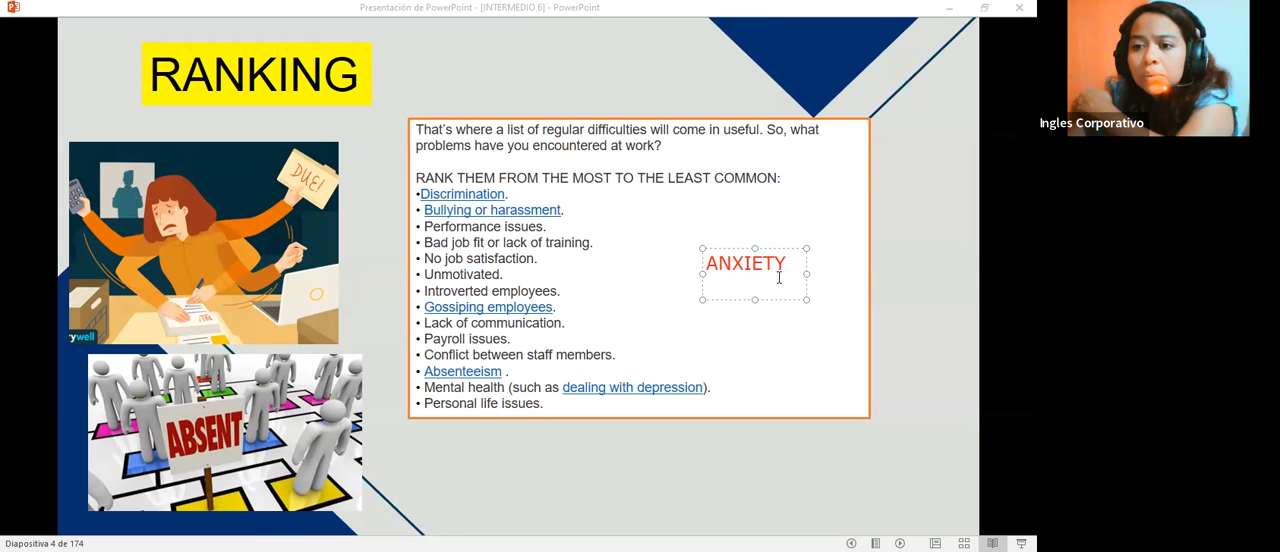 Presentación de PowerPoint - [INTERMEDIO 6] - PowerPoint
RANKING
That's where a list of regular difficulties will come in useful. So, what
problems have you encountered at work?
RANK THEM FROM THE MOST TO THE LEAST COMMON:
•Discrimination.
• Bullying or harassment.
• Performance issues.
• Bad job fit or lack of training.
• No job satisfaction.
• Unmotivated.
• Introverted employees.
• Gossiping employees.
• Lack of communication.
• Payroll issues.
• Conflict between staff members.
• Absenteeism .
• Mental health (such as dealing with depression).
• Personal life issues.
ANXIETY
DUE!
rywell
ABSENT
Ingles Corporativo
Diapositiva 4 de 174